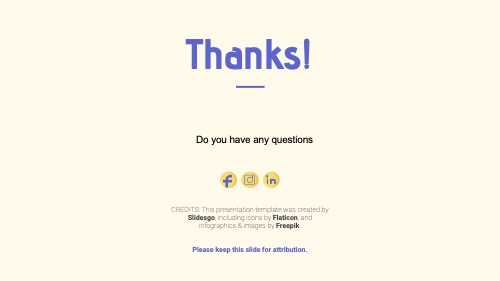 Thanks!
Do you have any questions
CREDITS: This presentation template was created by
Slidesgo, including icons by Flaticon, and
infographics & images by Freepik
Please keep this slide for attribution.